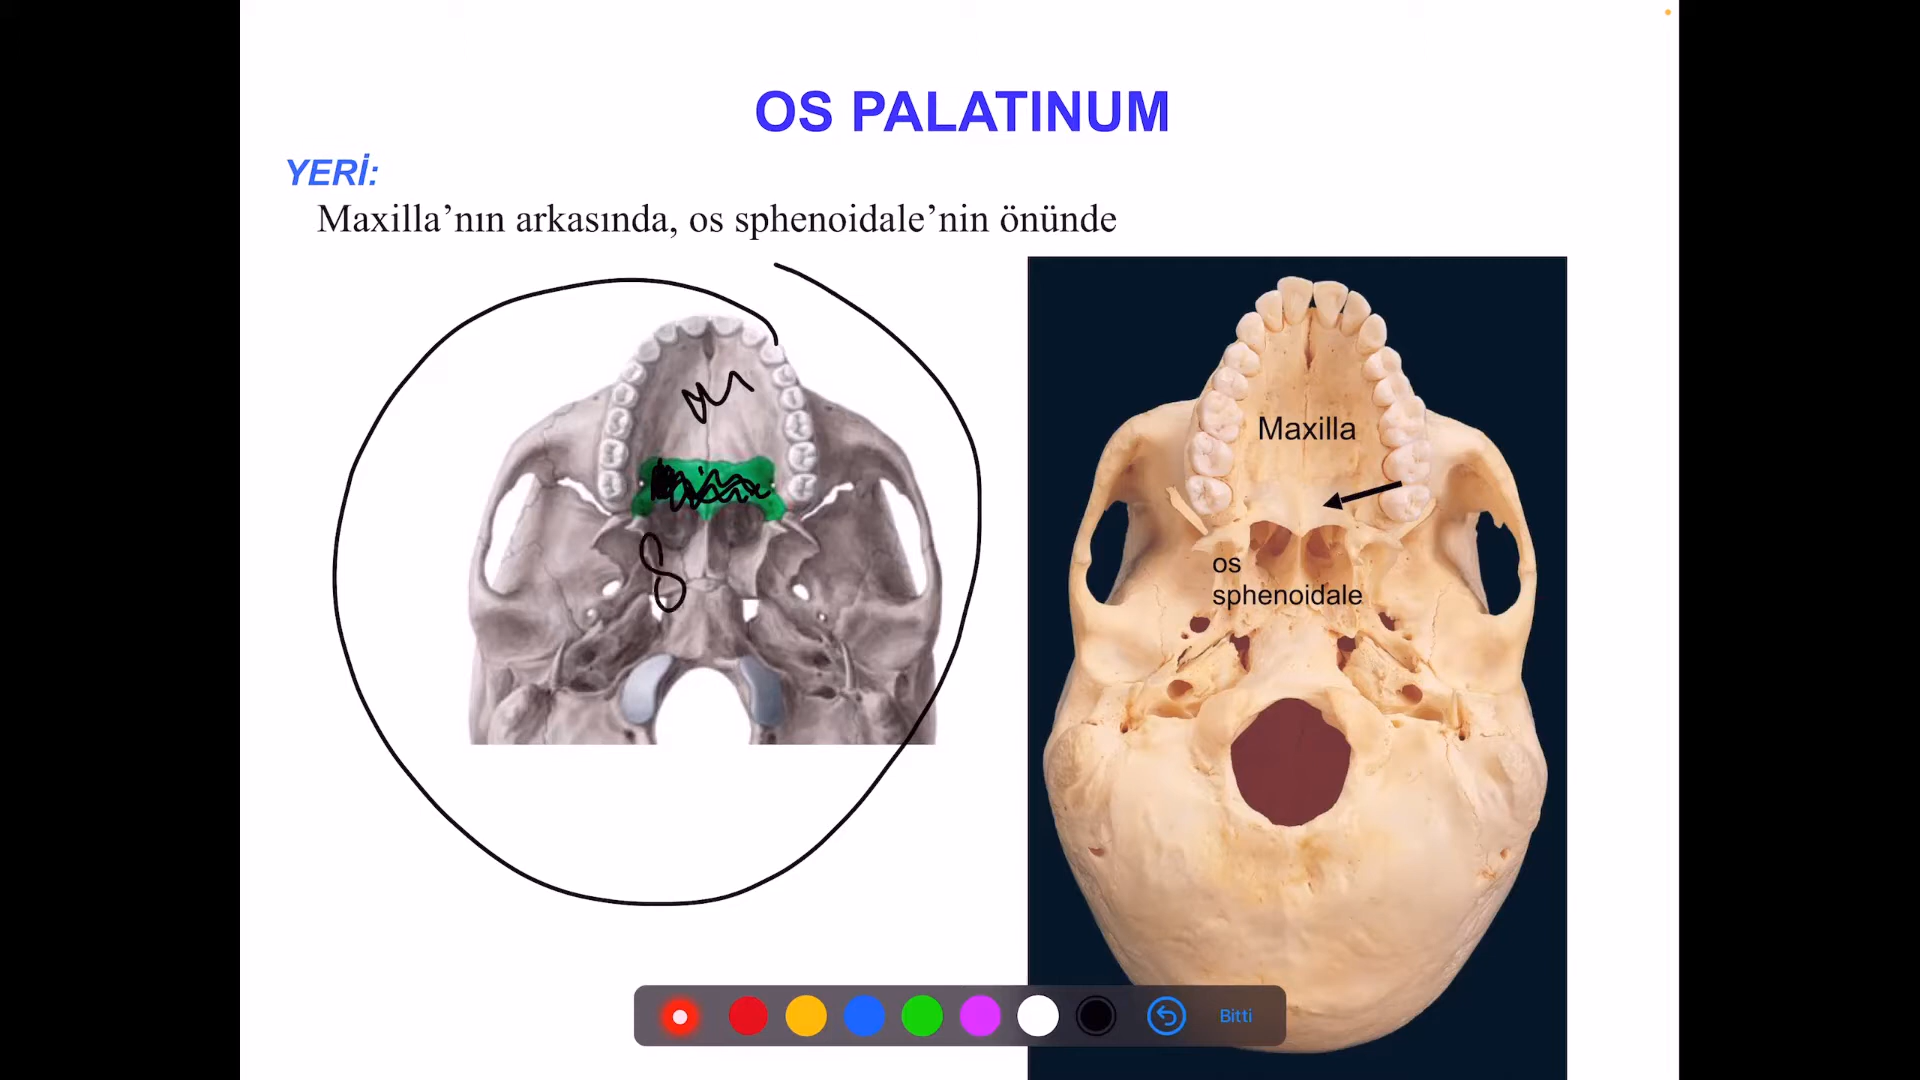 OS PALATINUM
YERİ:
Maxilla’nın arkasında, os sphenoidale’nin önünde
Maxilla
os
sphenoidale
Bitti